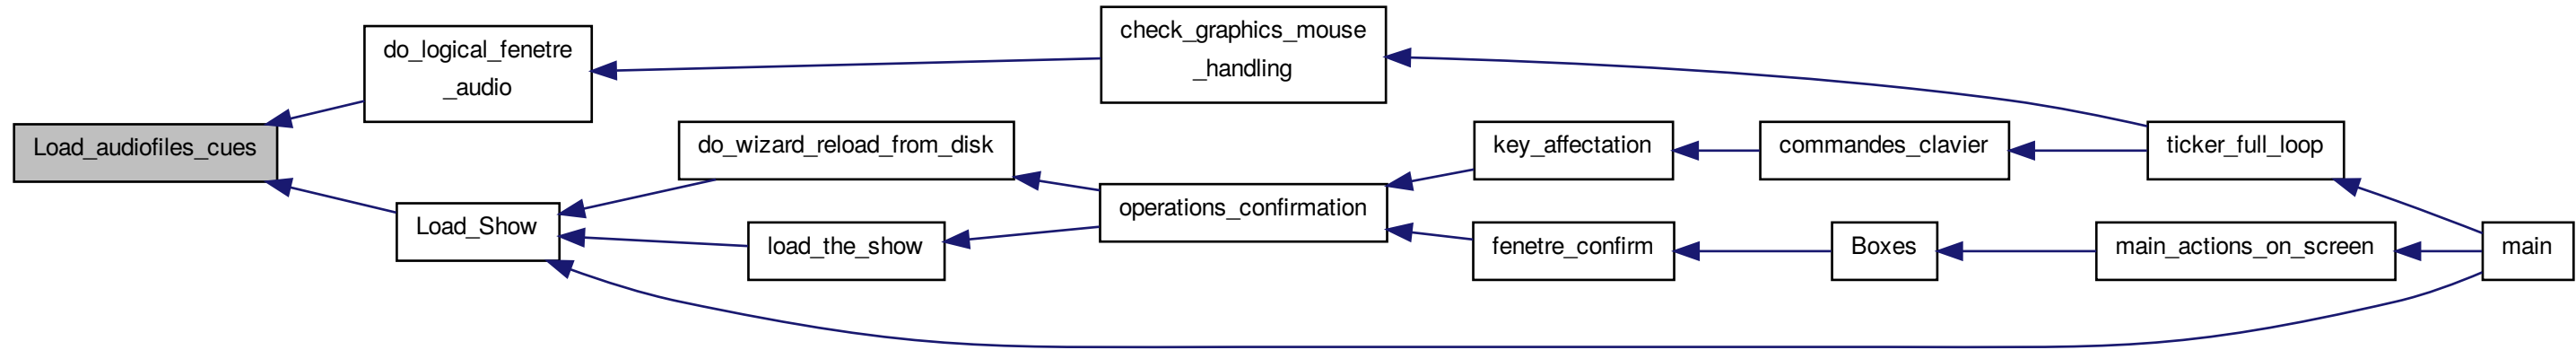 Load_audiofiles_cues
do_logical_fenetre
_audio
Load_Show
do_wizard_reload_from_disk
load_the_show
check_graphics_mouse
_handling
operations_confirmation
key_affectation
fenetre_confirm
commandes_clavier
Boxes
ticker_full_loop
main_actions_on_screen
main